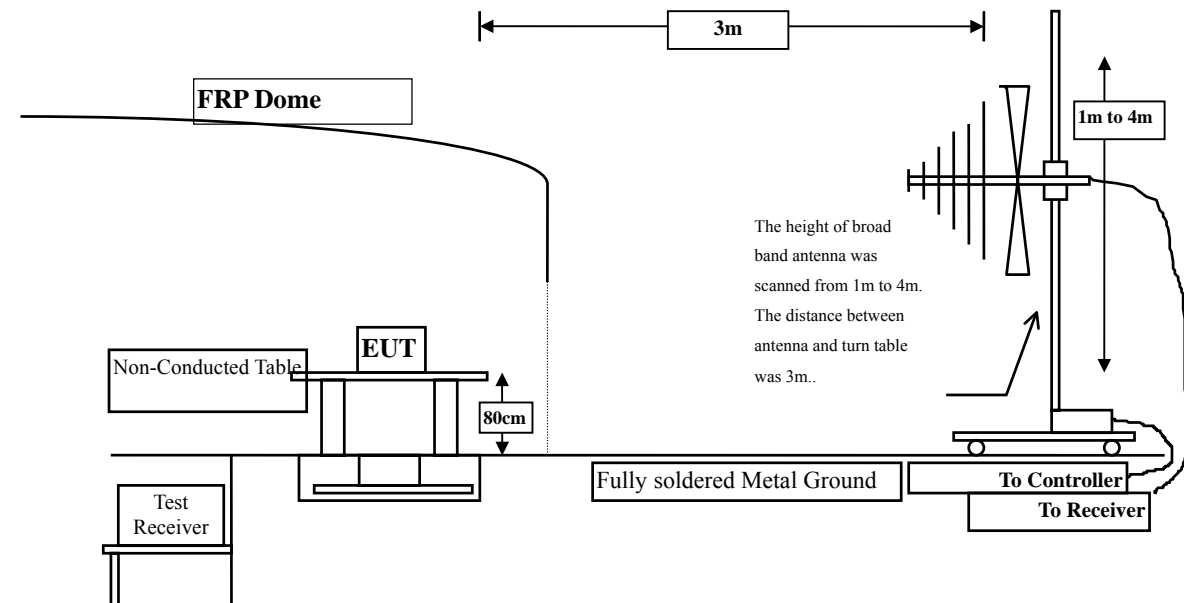 3m
FRP Dome
1m to 4m
The height of broad
band antenna was
scanned from 1m to 4m.
The distance between
antenna and turn table
was 3m..
EUT
Non-Conducted Table
80cm
Fully soldered Metal Ground
To Controller
To Receiver
Test
Receiver